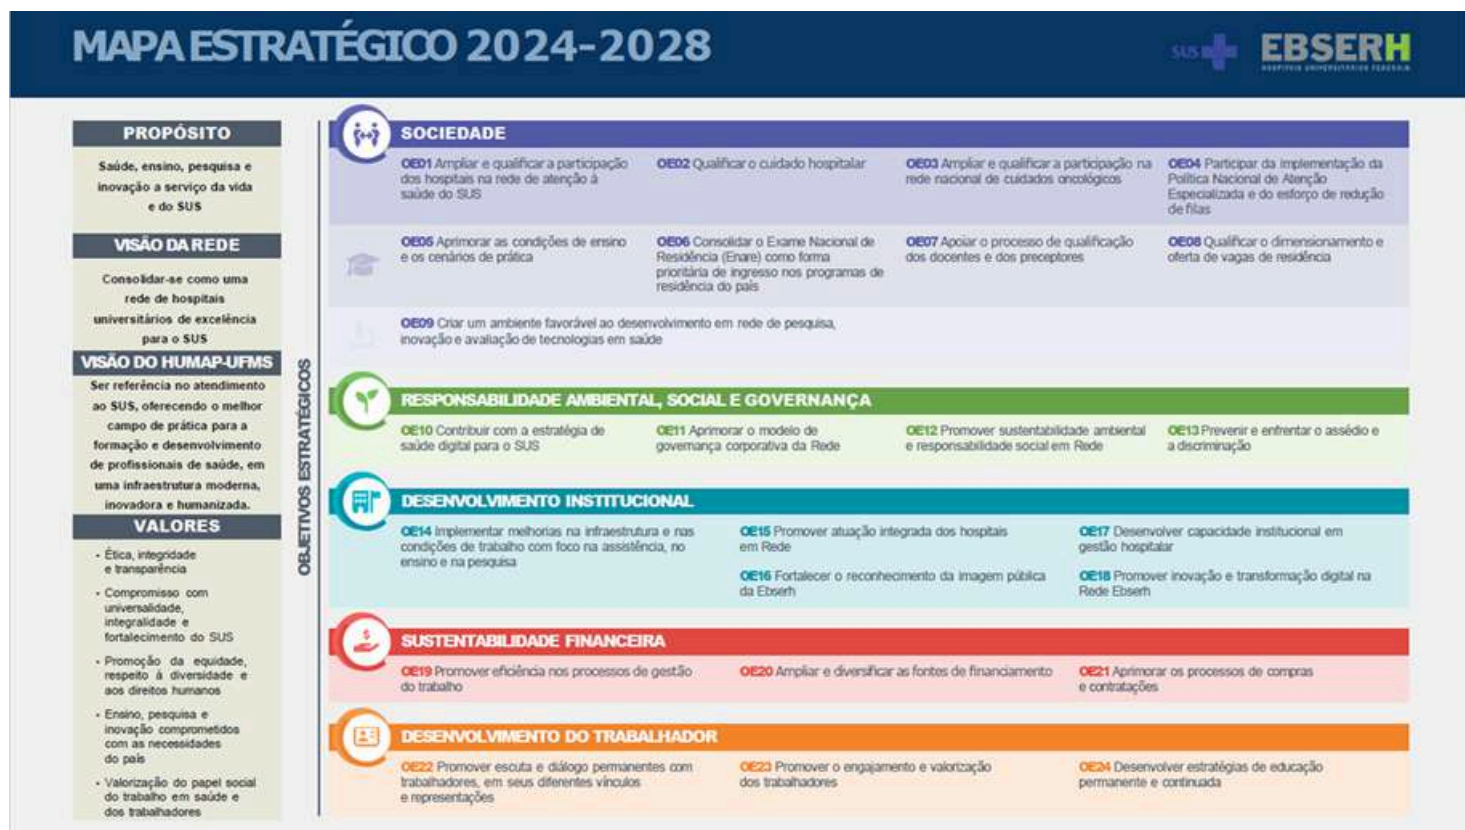 MAPA ESTRATÉGICO 2024-2028
SUS
EBSERH
HOSPITAIS UNIVERSITÁRIOS FEDERAIS
PROPÓSITO
Saúde, ensino, pesquisa e
inovação a serviço da vida
e do SUS
VISÃO DA REDE
Consolidar-se como uma
rede de hospitais
universitários de excelência
para o SUS
VISÃO DO HUMAP-UFMS
Ser referência no atendimento
ao SUS, oferecendo o melhor
campo de prática para a
formação e desenvolvimento
de profissionais de saúde, em
uma infraestrutura moderna,
inovadora e humanizada.
VALORES
- Ética, integridade
e transparência
- Compromisso com
universalidade,
integralidade e
fortalecimento do SUS
- Promoção da equidade,
respeito à diversidade e
aos direitos humanos
- Ensino, pesquisa e
inovação comprometidos
com as necessidades
do país
- Valorização do papel social
do trabalho em saúde e
dos trabalhadores
OBJETIVOS ESTRATÉGICOS
SOCIEDADE
OE01 Ampliar e qualificar a participação
dos hospitais na rede de atenção à
saúde do SUS
OE02 Qualificar o cuidado hospitalar
OE03 Ampliar e qualificar a participação na
rede nacional de cuidados oncológicos
OE04 Participar da implementação da
Política Nacional de Atenção
Especializada e do esforço de redução
de filas
OE05 Aprimorar as condições de ensino
e os cenários de prática
OE06 Consolidar o Exame Nacional de
Residência (Enare) como forma
prioritária de ingresso nos programas de
residência do país
OE07 Apoiar o processo de qualificação
dos docentes e dos preceptores
OE08 Qualificar o dimensionamento e
oferta de vagas de residência
OE09 Criar um ambiente favorável ao desenvolvimento em rede de pesquisa,
inovação e avaliação de tecnologias em saúde
RESPONSABILIDADE AMBIENTAL, SOCIAL E GOVERNANÇA
OE10 Contribuir com a estratégia de
saúde digital para o SUS
OE11 Aprimorar o modelo de
governança corporativa da Rede
OE12 Promover sustentabilidade ambiental
e responsabilidade social em Rede
OE13 Prevenir e enfrentar o assédio e
a discriminação
DESENVOLVIMENTO INSTITUCIONAL
OE14 Implementar melhorias na infraestrutura e nas
condições de trabalho com foco na assistência, no
ensino e na pesquisa
OE15 Promover atuação integrada dos hospitais
em Rede
OE16 Fortalecer o reconhecimento da imagem pública
da Ebserh
OE17 Desenvolver capacidade institucional em
gestão hospitalar
OE18 Promover inovação e transformação digital na
Rede Ebserh
SUSTENTABILIDADE FINANCEIRA
OE19 Promover eficiência nos processos de gestão
do trabalho
OE20 Ampliar e diversificar as fontes de financiamento
OE21 Aprimorar os processos de compras
e contratações
DESENVOLVIMENTO DO TRABALHADOR
OE22 Promover escuta e diálogo permanentes com
trabalhadores, em seus diferentes vínculos
e representações
OE23 Promover o engajamento e valorização
dos trabalhadores
OE24 Desenvolver estratégias de educação
permanente e continuada